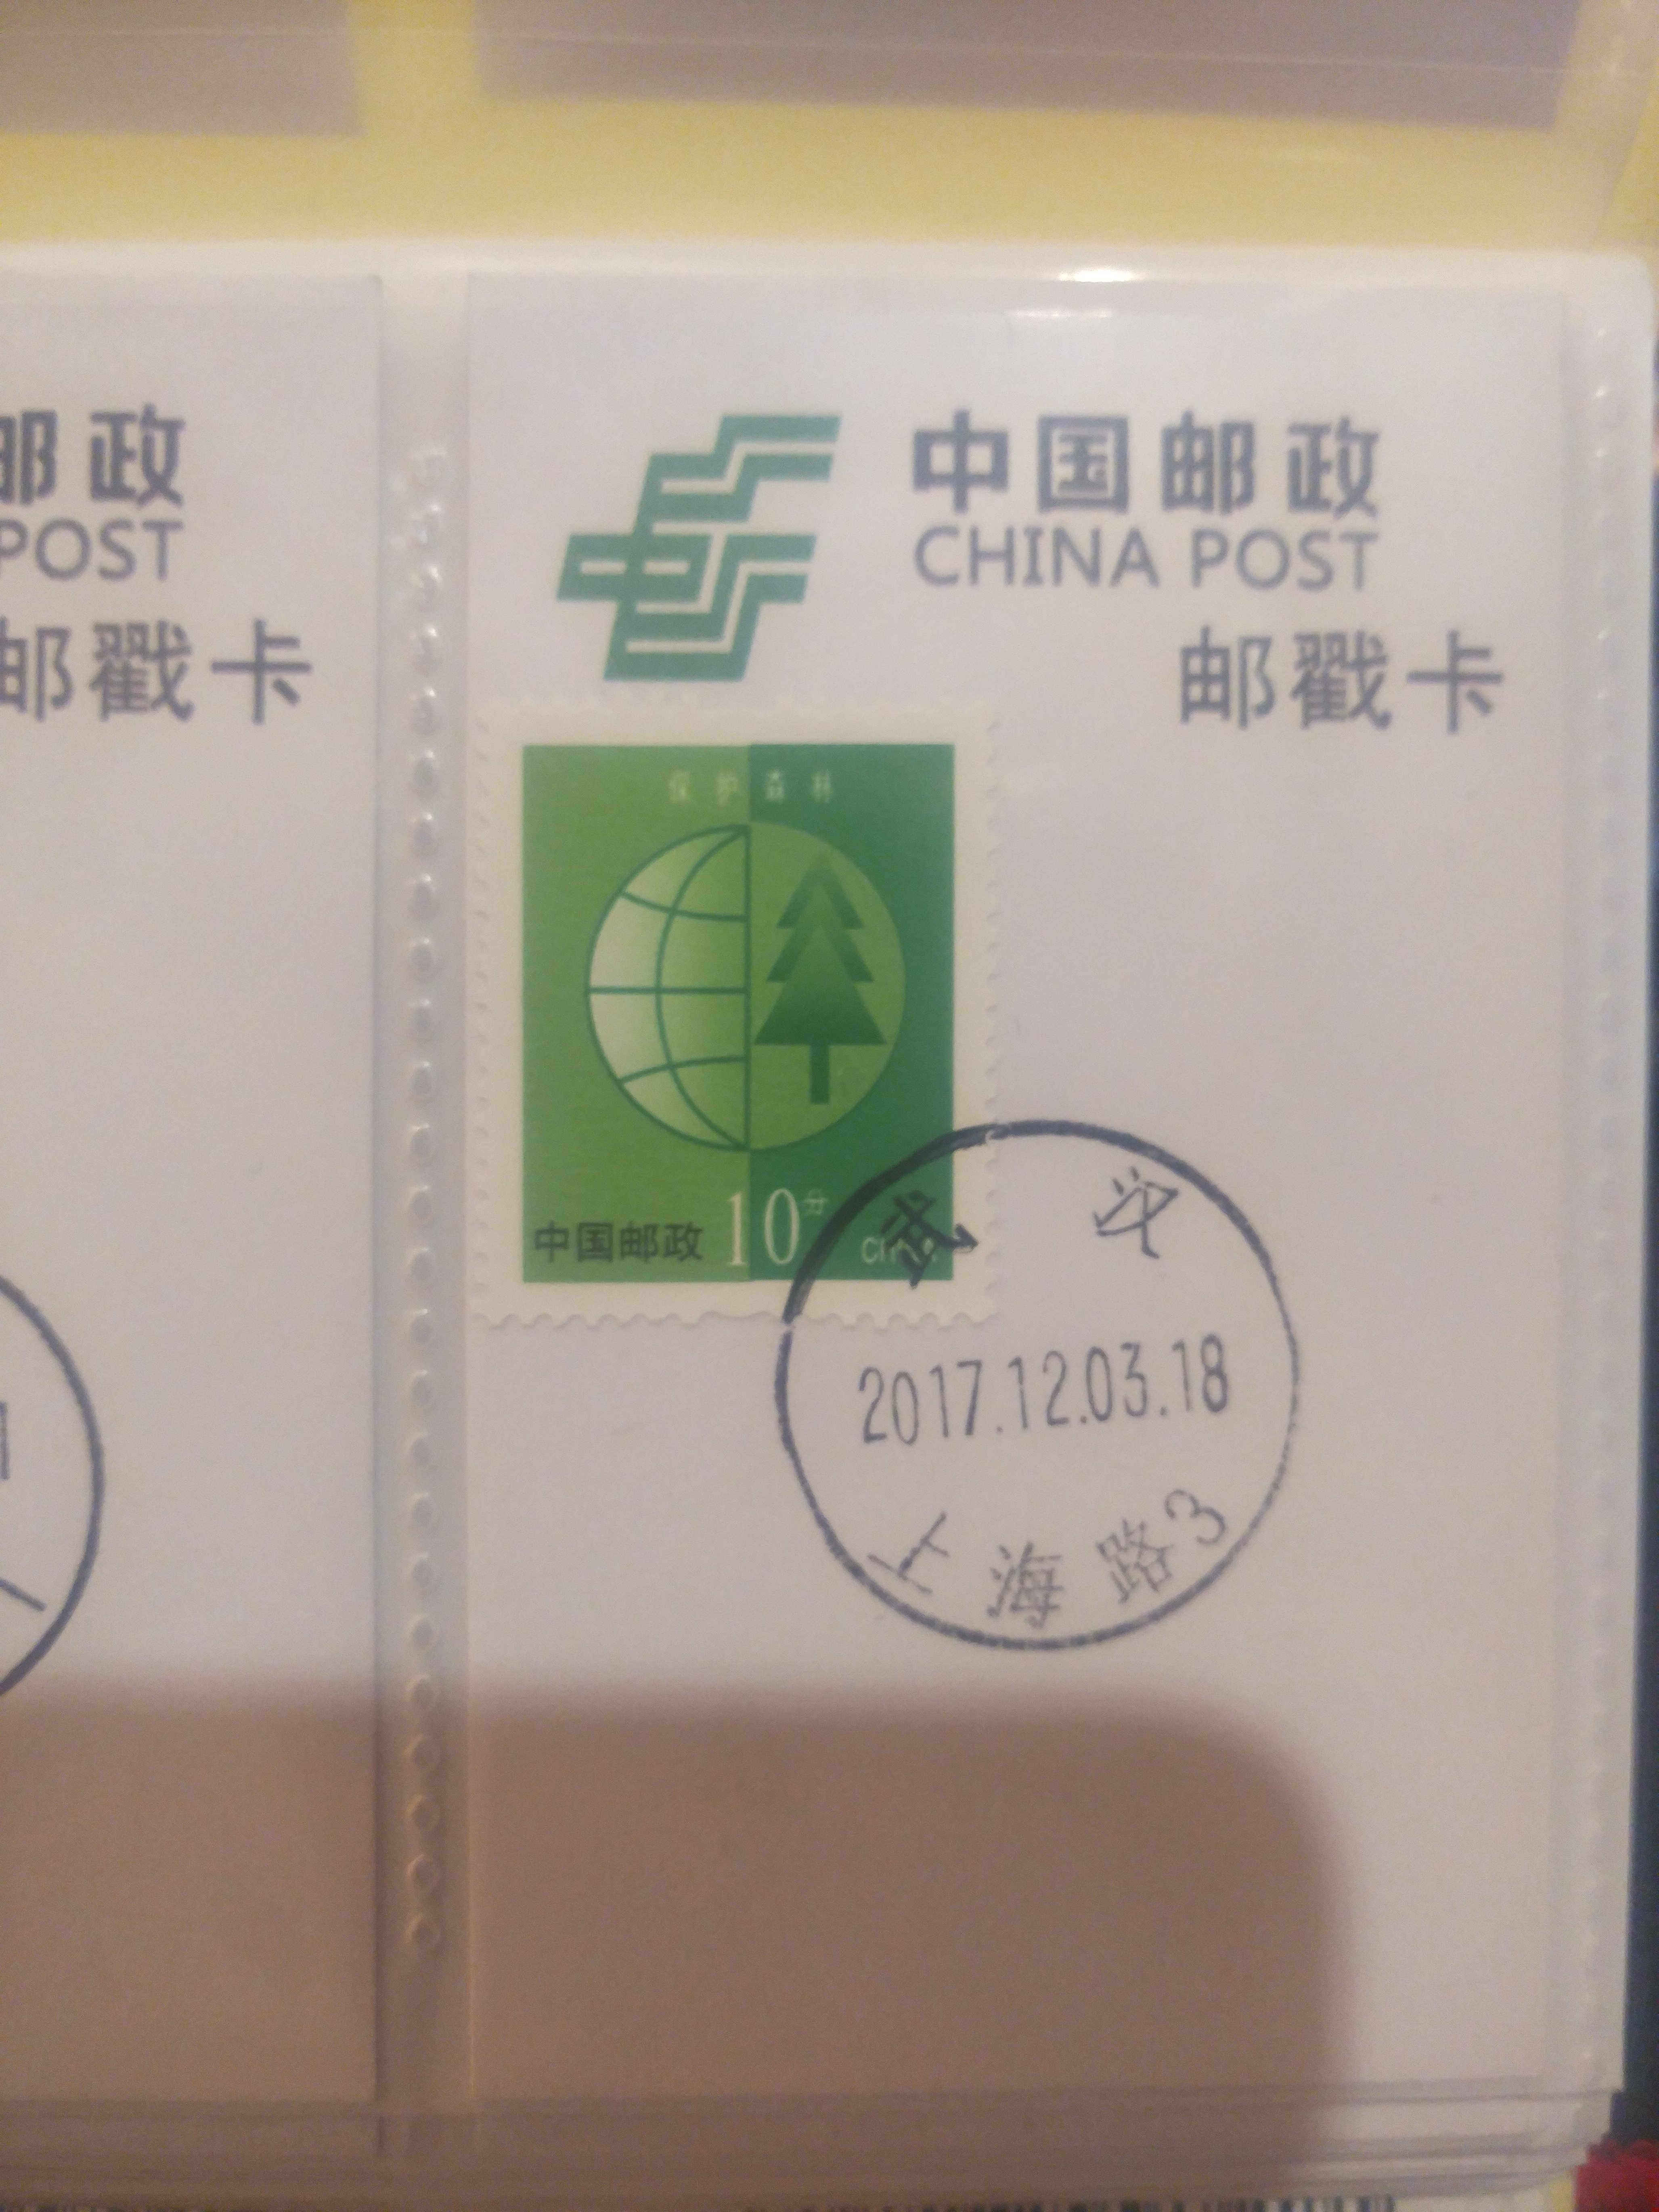 邮政
POST
邮戳卡
中国邮政
CHINA POST
邮戳卡
保护森林
中国邮政 10分 China
武汉
2017.12.03.18
上海路3